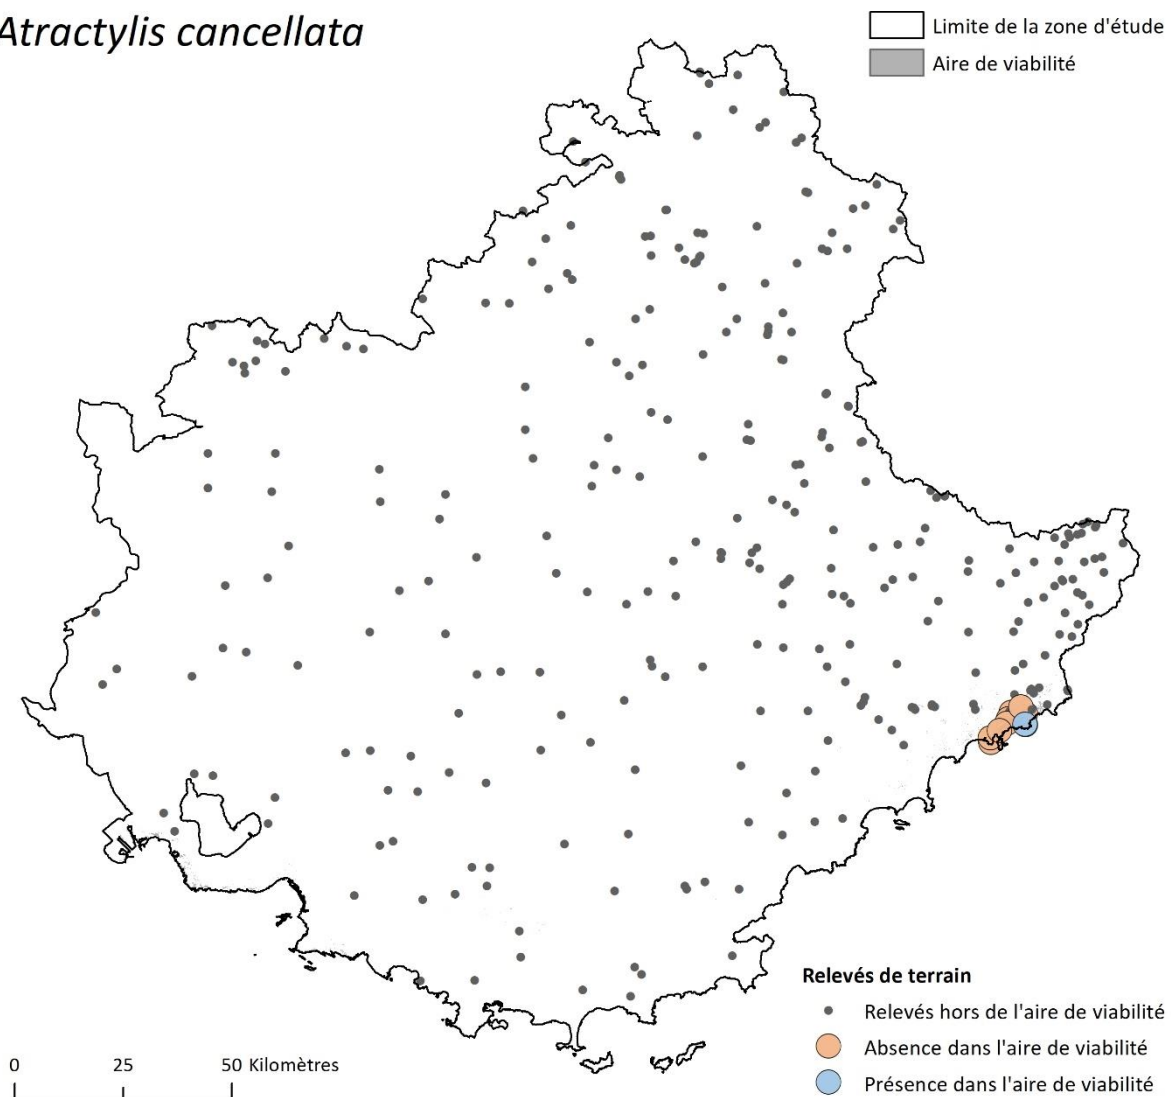 Atractylis cancellata
Limite de la zone d'étude
Aire de viabilité
Relevés de terrain
Relevés hors de l'aire de viabilité
Absence dans l'aire de viabilité
Présence dans l'aire de viabilité
0 25 50 Kilomètres